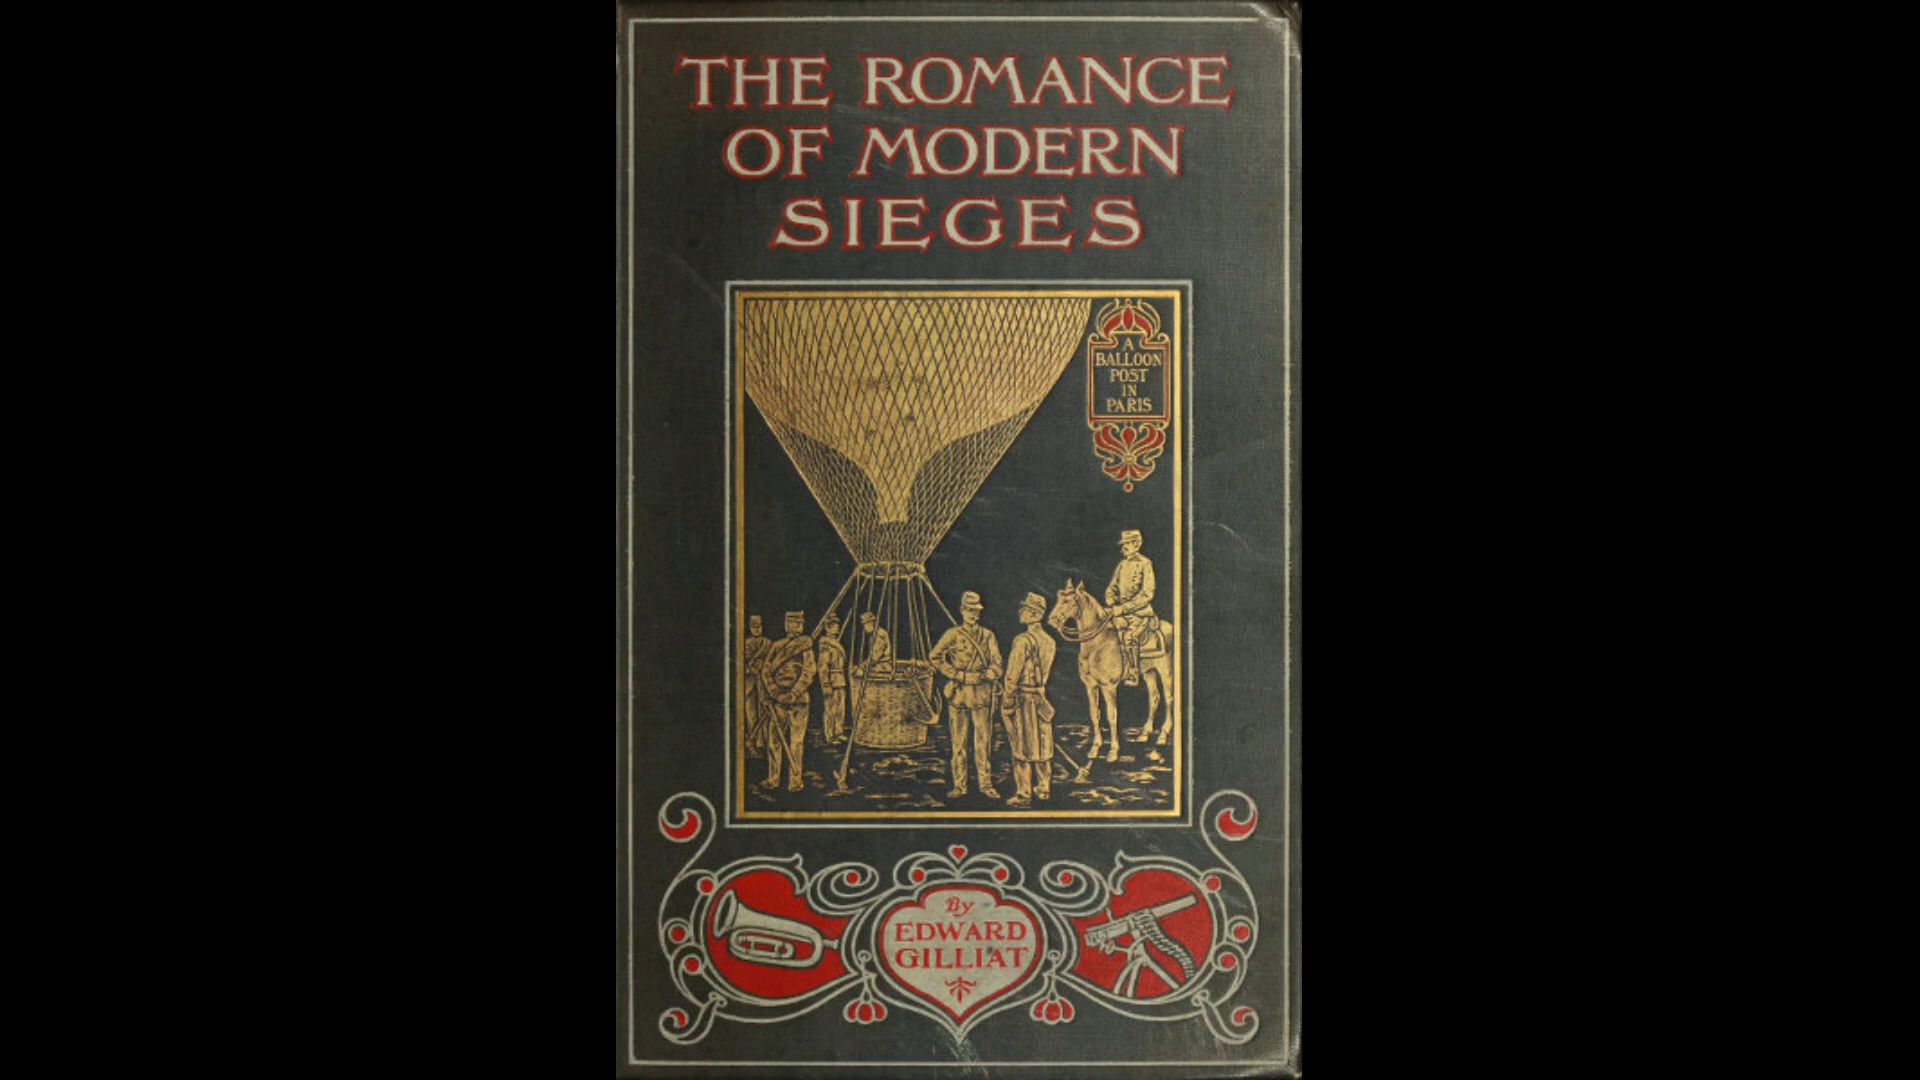 THE ROMANCE
OF MODERN
SIEGES
A
BALLOON
POST
IN
PARIS
By
EDWARD
GILLIAT